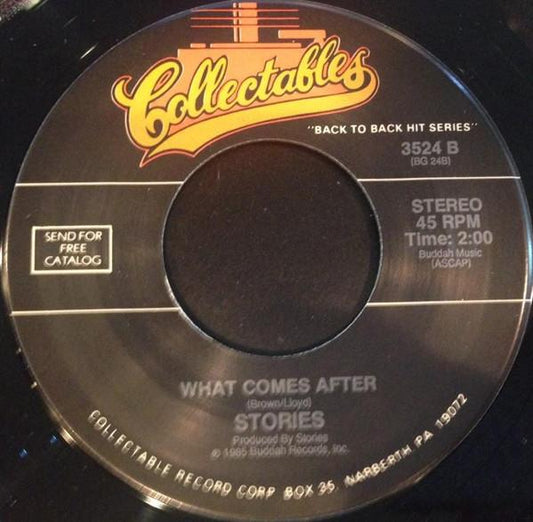 Collectables
"BACK TO BACK HIT SERIES"
3524 B
(BG 24B)
SEND FOR
FREE
CATALOG
STEREO
45 RPM
Time: 2:00
Buddah Music
(ASCAP)
WHAT COMES AFTER
(Brown/Lloyd)
STORIES
Produced By Stories
℗ 1985 Buddah Records, Inc.
COLLECTABLE RECORD CORP BOX 35, NARBERTH PA 19072